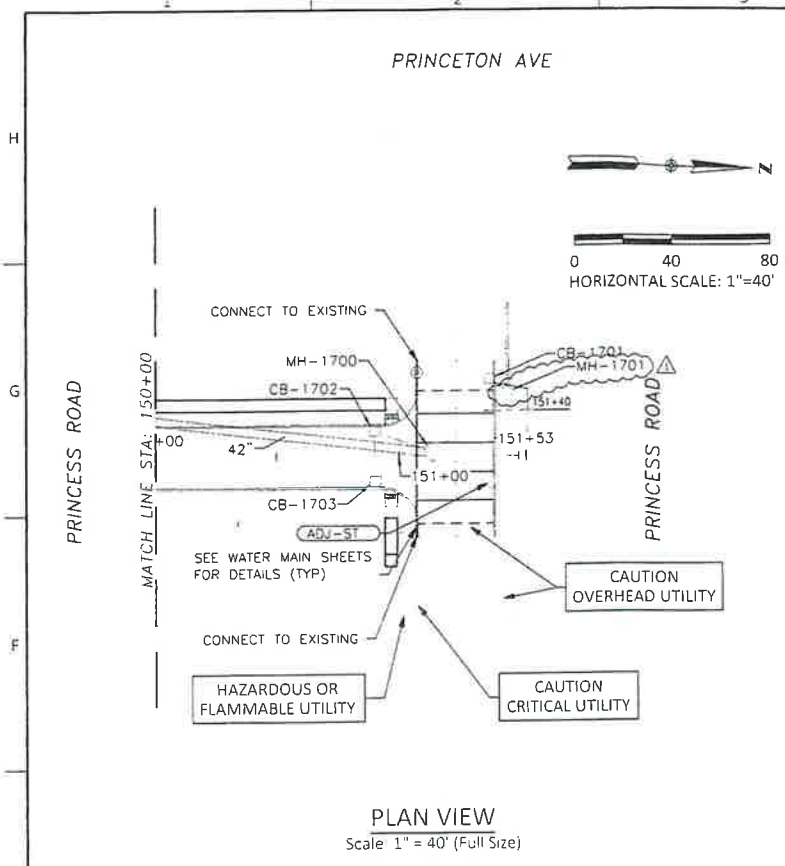 PRINCETON AVE
H
N
0 40 80
HORIZONTAL SCALE: 1"=40'
CONNECT TO EXISTING
MH-1700
CB-1701
MH-1701
1
CB-1702
G
151+40
PRINCESS ROAD
MATCH LINE STA: 150+00
+00
42"
151+53
151+00
PRINCESS ROAD
CB-1703
ADJ-ST
SEE WATER MAIN SHEETS
FOR DETAILS (TYP)
CAUTION
OVERHEAD UTILITY
CONNECT TO EXISTING
F
HAZARDOUS OR
FLAMMABLE UTILITY
CAUTION
CRITICAL UTILITY
PLAN VIEW
Scale 1" = 40' (Full Size)